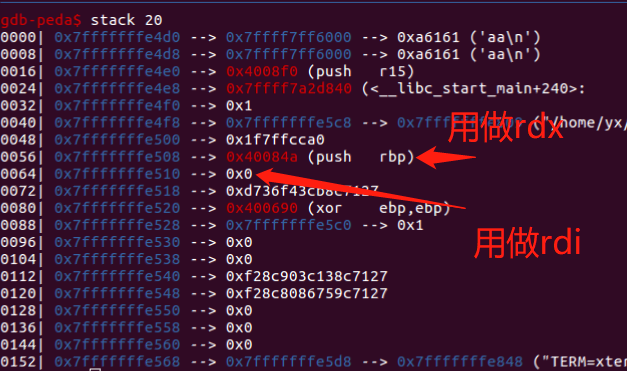 gdb-peda$ stack 20
0000| 0x7fffffffe4d0 --> 0x7ffff7ff6000 --> 0xa6161 ('aa\n')
0008| 0x7fffffffe4d8 --> 0x7ffff7ff6000 --> 0xa6161 ('aa\n')
0016| 0x7fffffffe4e0 --> 0x4008f0 (push   r15)
0024| 0x7fffffffe4e8 --> 0x7ffff7a2d840 (<__libc_start_main+240>:
0032| 0x7fffffffe4f0 --> 0x1
0040| 0x7fffffffe4f8 --> 0x7fffffffe5c8 --> ("/home/yx/
用做rdx
0048| 0x7fffffffe500 --> 0x1f7ffcca0
0056| 0x7fffffffe508 --> 0x40084a (push   rbp)
0064| 0x7fffffffe510 --> 0x0
0072| 0x7fffffffe518 --> 0xd736f43cb8c7127
0080| 0x7fffffffe520 --> 0x400690 (xor    ebp,ebp)
0088| 0x7fffffffe528 --> 0x7fffffffe5c0 --> 0x1
用做rdi
0096| 0x7fffffffe530 --> 0x0
0104| 0x7fffffffe538 --> 0x0
0112| 0x7fffffffe540 --> 0xf28c903c138c7127
0120| 0x7fffffffe548 --> 0xf28c8086759c7127
0128| 0x7fffffffe550 --> 0x0
0136| 0x7fffffffe558 --> 0x0
0144| 0x7fffffffe560 --> 0x0
0152| 0x7fffffffe568 --> 0x7fffffffe5d8 --> 0x7fffffffe848 ("TERM=xter